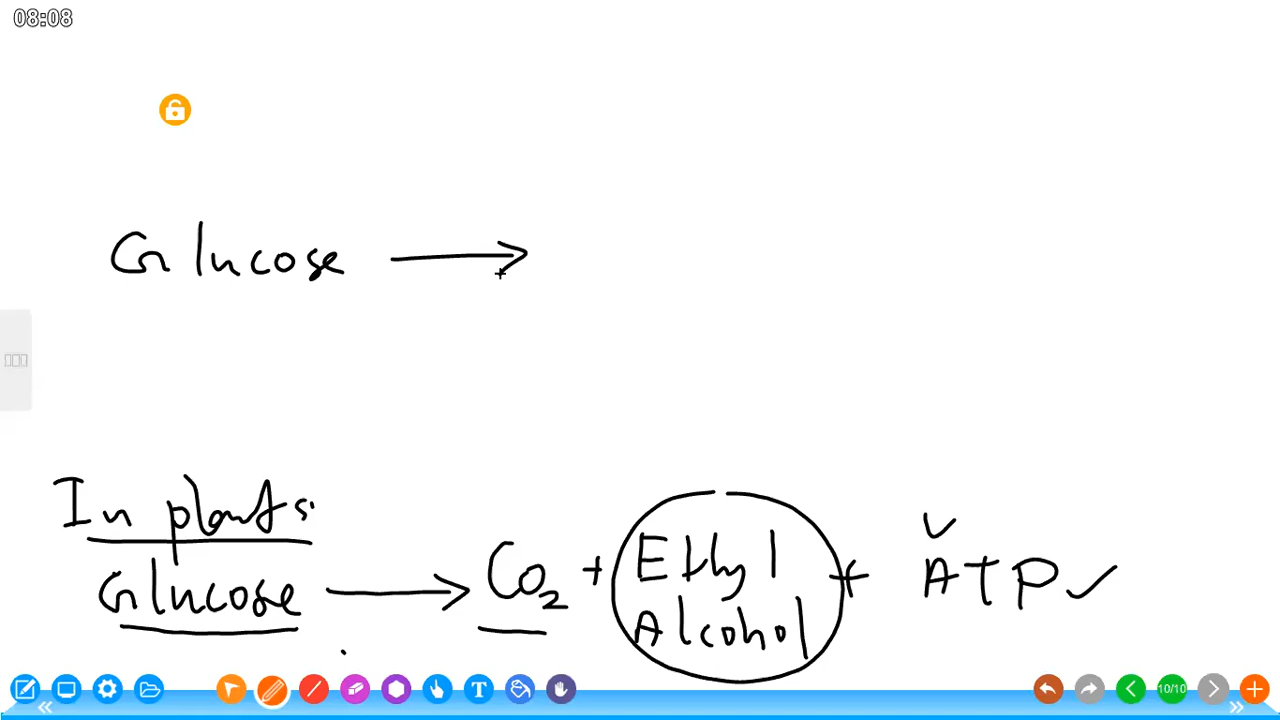 08:08
Glucose →
In plants:
Glucose → CO₂ + Ethyl Alcohol + ATP ✓
10/10